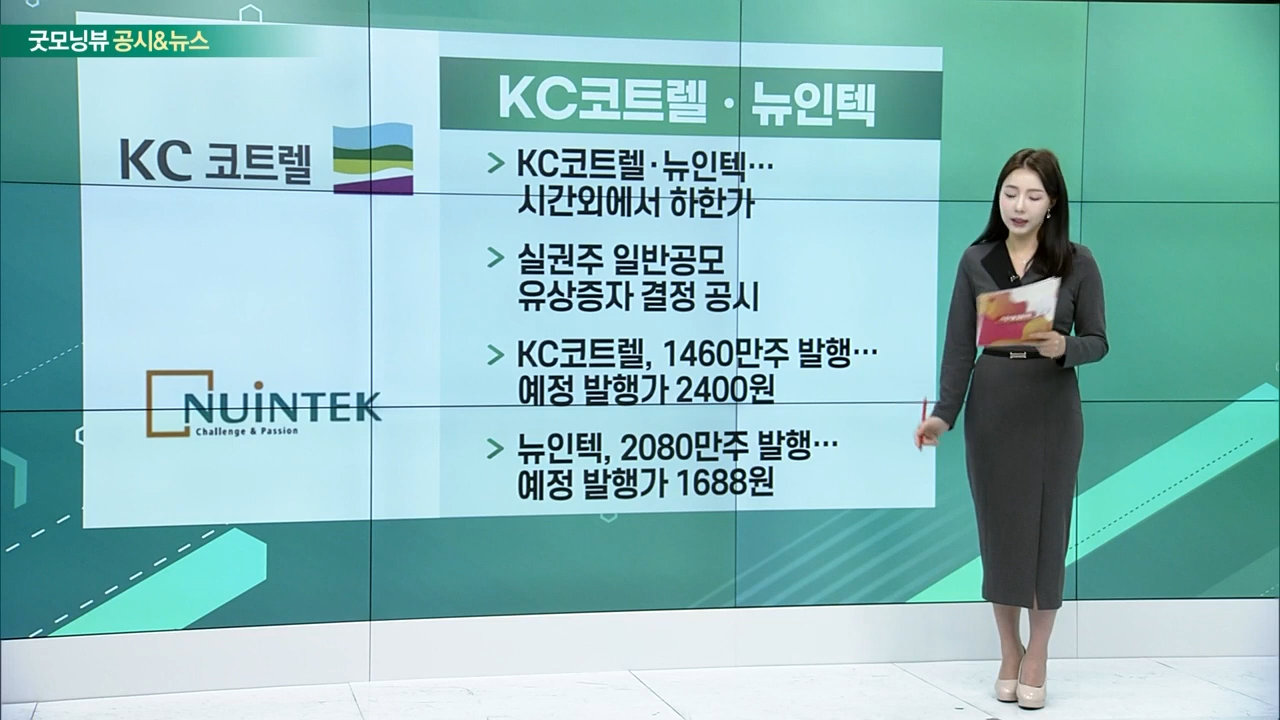 굿모닝뷰 공시&뉴스
KC 코트렐
NUINTEK
Challenge & Passion
KC코트렐·뉴인텍
> KC코트렐·뉴인텍…
시간외에서 하한가
> 실권주 일반공모
유상증자 결정 공시
> KC코트렐, 1460만주 발행…
예정 발행가 2400원
> 뉴인텍, 2080만주 발행…
예정 발행가 1688원